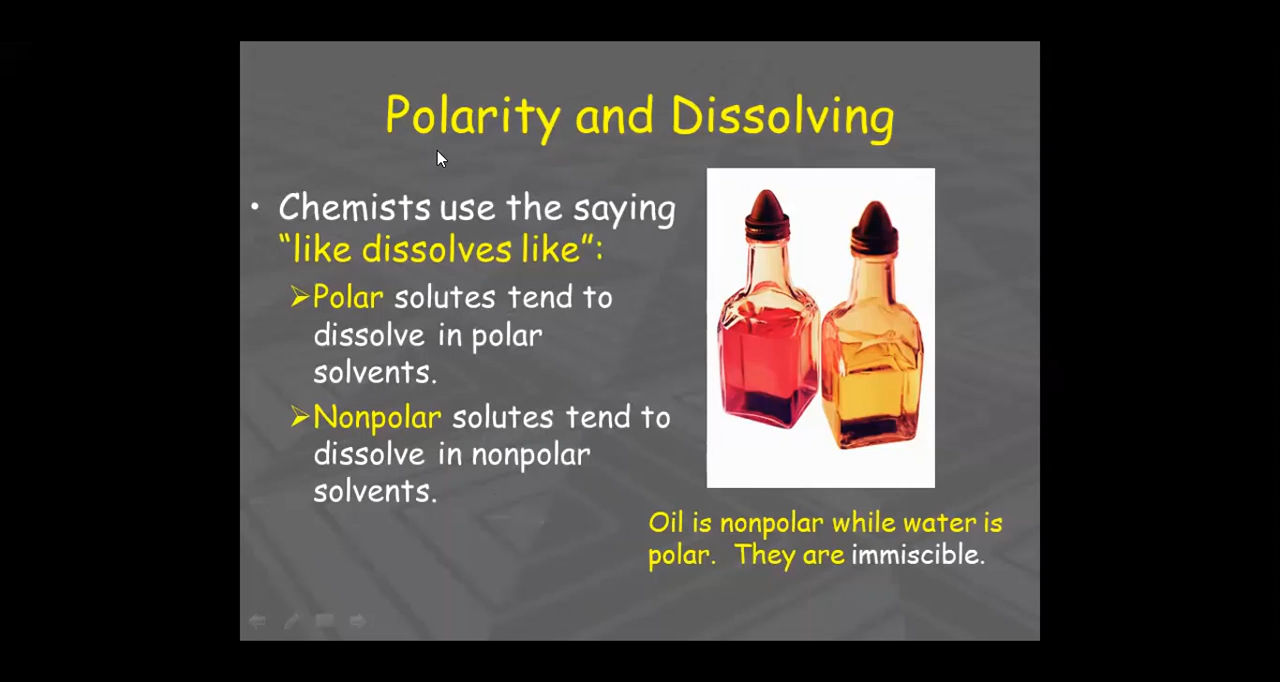 Polarity and Dissolving
• Chemists use the saying
“like dissolves like”:
➢Polar solutes tend to
dissolve in polar
solvents.
➢Nonpolar solutes tend to
dissolve in nonpolar
solvents.
Oil is nonpolar while water is
polar. They are immiscible.